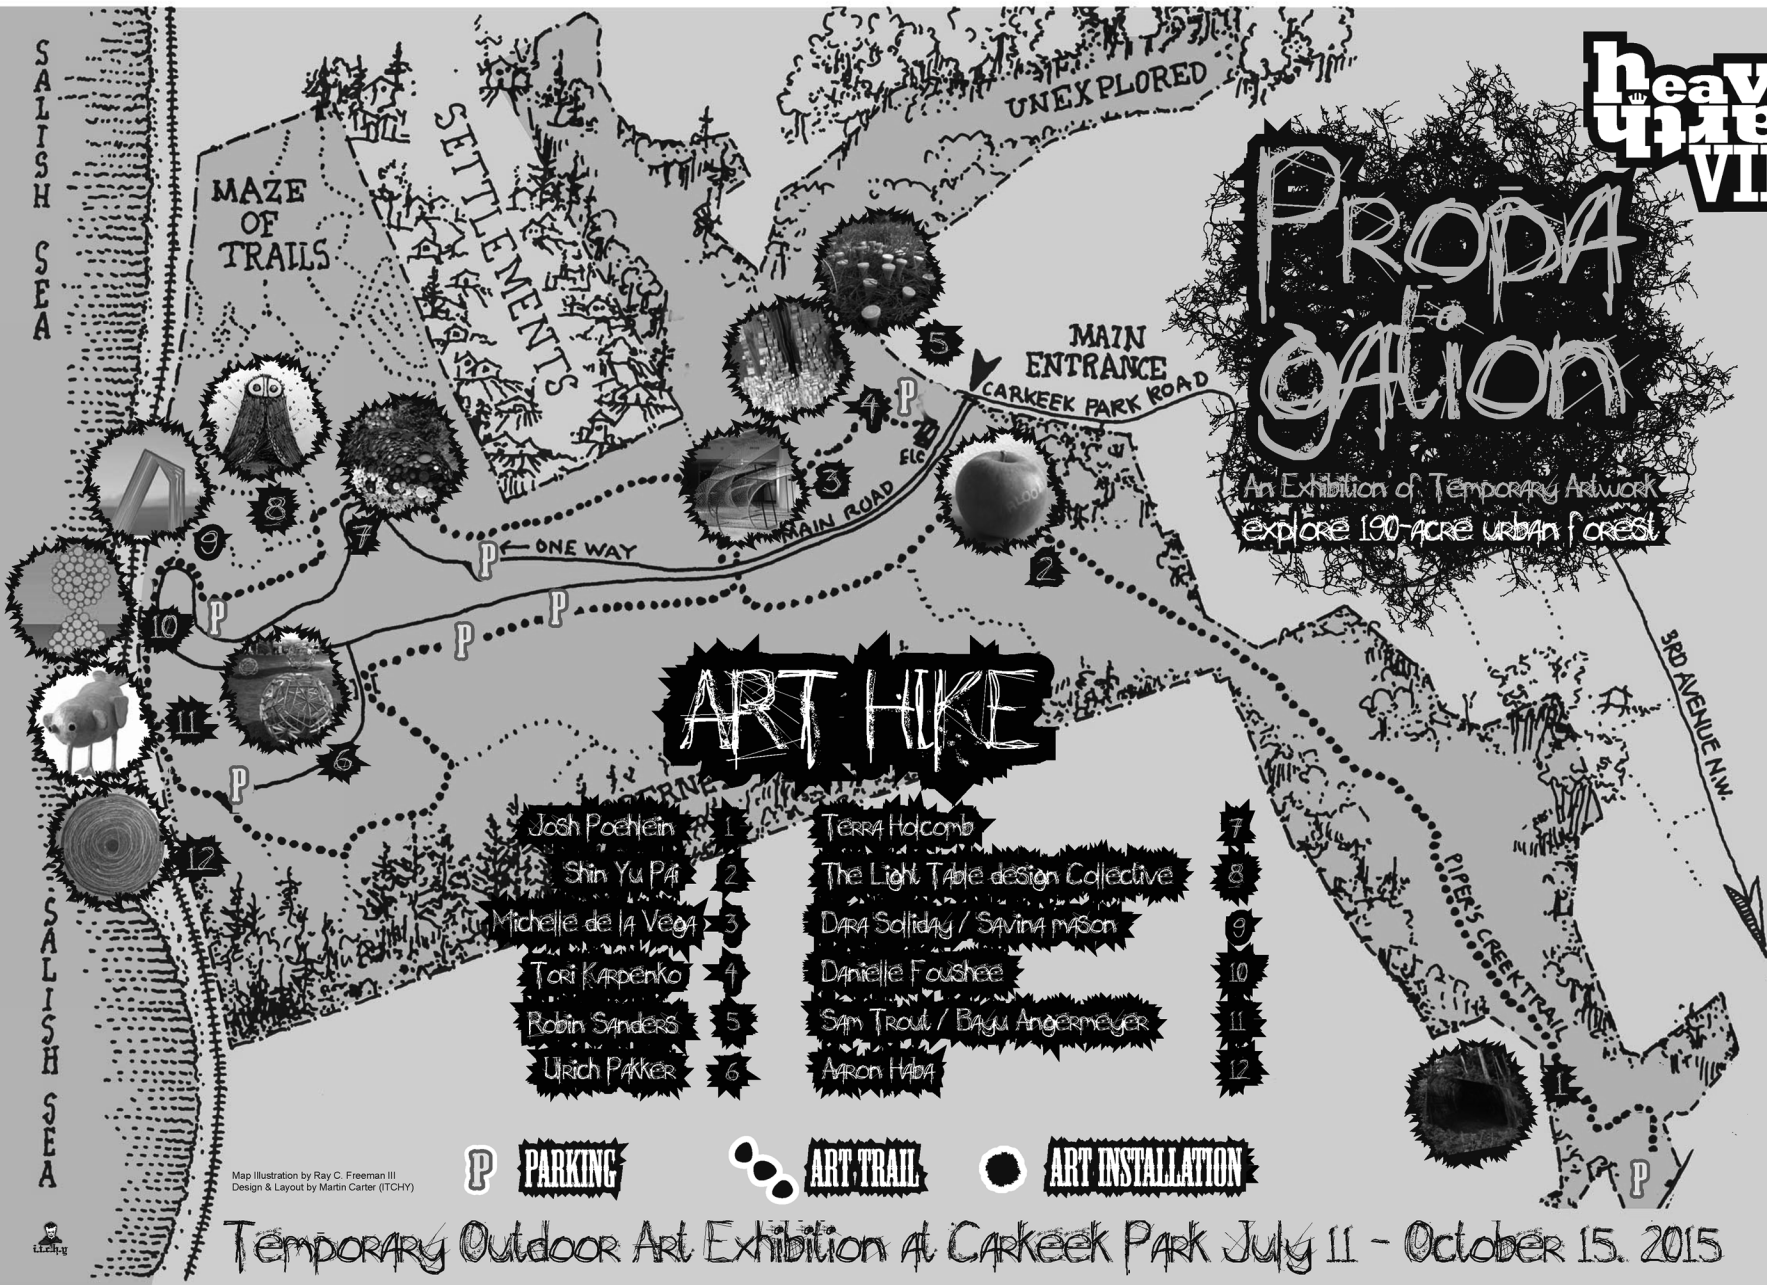 heav
earth
VII
SALISH SEA
MAZE
OF
TRAILS
SETTLEMENTS
UNEXPLORED
PROPA
gATion
An Exhibition of Temporary Artwork
explore 190-acre urban forest
MAIN
ENTRANCE
CARKEEK PARK ROAD
5
4
P
ELC
3
MAIN ROAD
2
8
7
9
P ← ONE WAY
10
P
P
P
11
6
P
12
3RD AVENUE N.W.
PIPER'S CREEK TRAIL
1
P
SALISH SEA
ART HIKE
Josh Poehlein 1
Shin Yu Pai 2
Michelle de la Vega 3
Tori Karpenko 4
Robin Sanders 5
Ulrich Pakker 6
Terra Holcomb 7
The Light Table design Collective 8
Dara Solliday / Savina mason 9
Danielle Foushee 10
Sam Trout / Bayu Angermeyer 11
Aaron Haba 12
P PARKING
ART TRAIL
ART INSTALLATION
Map Illustration by Ray C. Freeman III
Design & Layout by Martin Carter (ITCHY)
i.t.c.h.y
Temporary Outdoor Art Exhibition at Carkeek Park July 11 - October 15. 2015